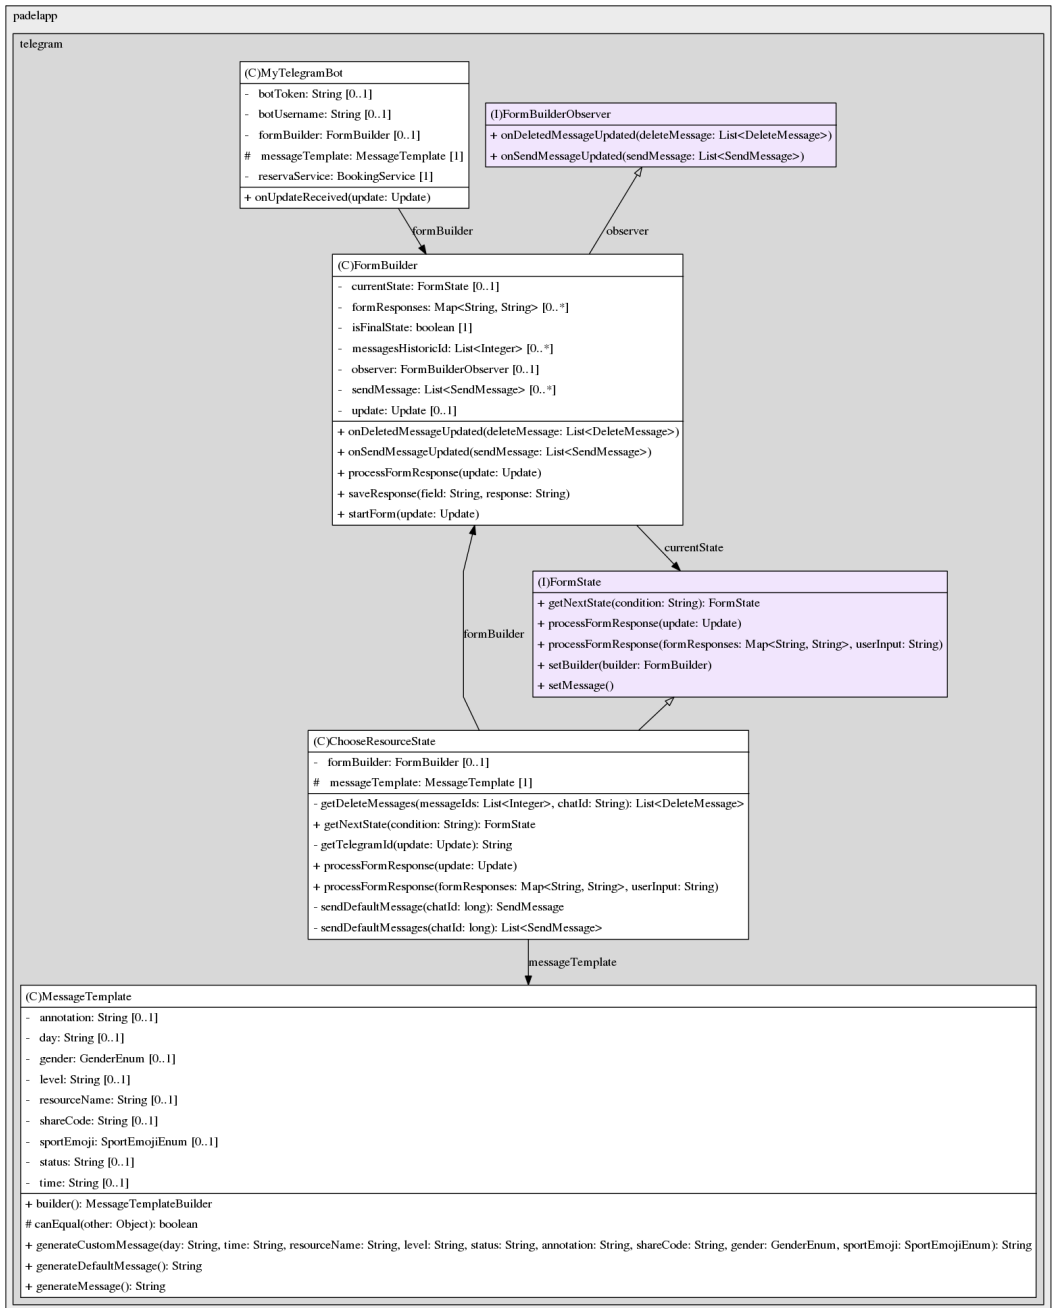 padelapp
telegram
(C)MyTelegramBot
- botToken: String [0..1]
- botUsername: String [0..1]
- formBuilder: FormBuilder [0..1]
# messageTemplate: MessageTemplate [1]
- reservaService: BookingService [1]
+ onUpdateReceived(update: Update)
(I)FormBuilderObserver
+ onDeletedMessageUpdated(deleteMessage: List<DeleteMessage>)
+ onSendMessageUpdated(sendMessage: List<SendMessage>)
formBuilder
observer
(C)FormBuilder
- currentState: FormState [0..1]
- formResponses: Map<String, String> [0..*]
- isFinalState: boolean [1]
- messagesHistoricId: List<Integer> [0..*]
- observer: FormBuilderObserver [0..1]
- sendMessage: List<SendMessage> [0..*]
- update: Update [0..1]
+ onDeletedMessageUpdated(deleteMessage: List<DeleteMessage>)
+ onSendMessageUpdated(sendMessage: List<SendMessage>)
+ processFormResponse(update: Update)
+ saveResponse(field: String, response: String)
+ startForm(update: Update)
currentState
(I)FormState
+ getNextState(condition: String): FormState
+ processFormResponse(update: Update)
+ processFormResponse(formResponses: Map<String, String>, userInput: String)
+ setBuilder(builder: FormBuilder)
+ setMessage()
formBuilder
(C)ChooseResourceState
- formBuilder: FormBuilder [0..1]
# messageTemplate: MessageTemplate [1]
- getDeleteMessages(messageIds: List<Integer>, chatId: String): List<DeleteMessage>
+ getNextState(condition: String): FormState
- getTelegramId(update: Update): String
+ processFormResponse(update: Update)
+ processFormResponse(formResponses: Map<String, String>, userInput: String)
- sendDefaultMessage(chatId: long): SendMessage
- sendDefaultMessages(chatId: long): List<SendMessage>
messageTemplate
(C)MessageTemplate
- annotation: String [0..1]
- day: String [0..1]
- gender: GenderEnum [0..1]
- level: String [0..1]
- resourceName: String [0..1]
- shareCode: String [0..1]
- sportEmoji: SportEmojiEnum [0..1]
- status: String [0..1]
- time: String [0..1]
+ builder(): MessageTemplateBuilder
# canEqual(other: Object): boolean
+ generateCustomMessage(day: String, time: String, resourceName: String, level: String, status: String, annotation: String, shareCode: String, gender: GenderEnum, sportEmoji: SportEmojiEnum): String
+ generateDefaultMessage(): String
+ generateMessage(): String